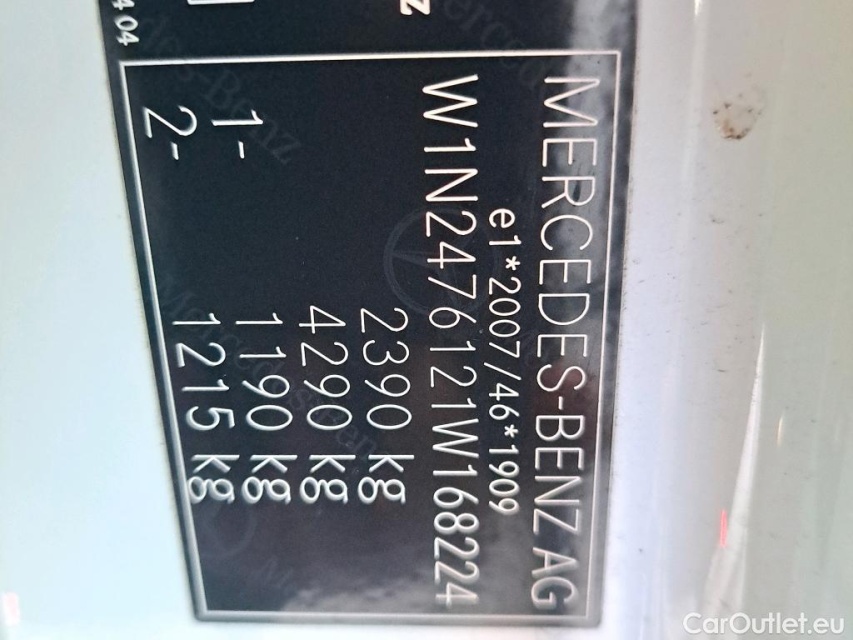 MERCEDES-BENZ AG
e1*2007/46*1909
W1N2476121W168224
2390 kg
4290 kg
1- 1190 kg
2- 1215 kg
CarOutlet.eu